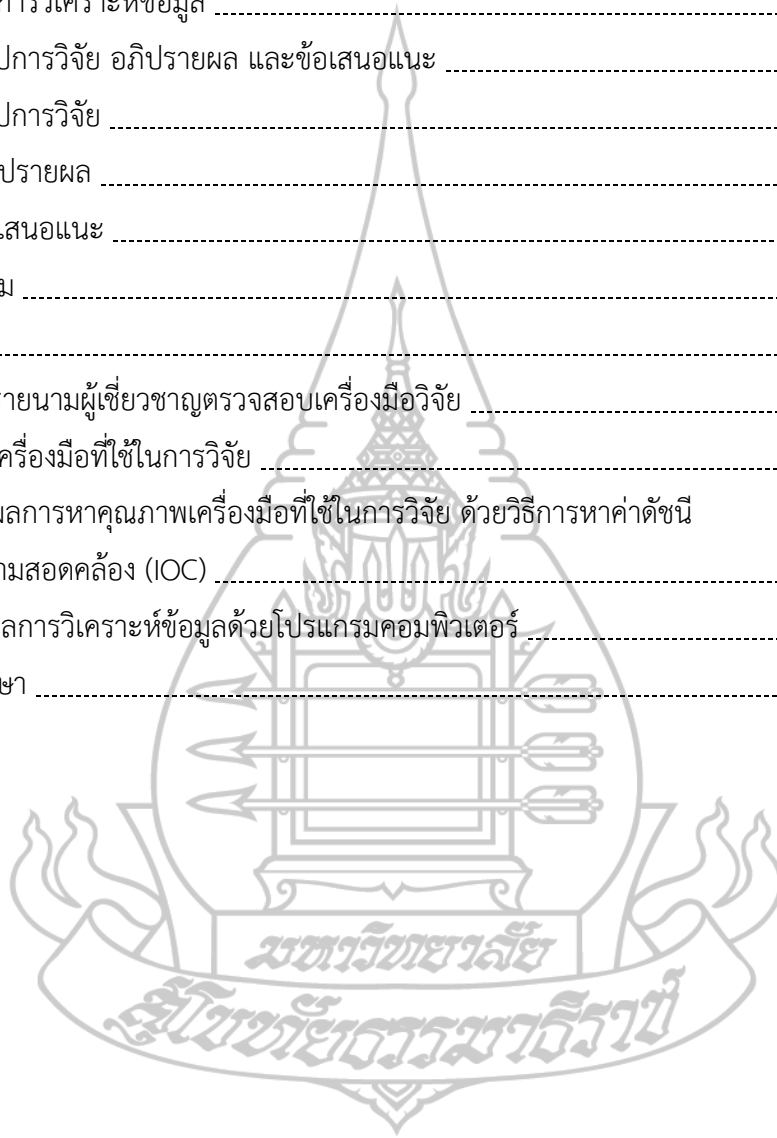 การวิเคราะห์ข้อมูล
ปการวิจัย อภิปรายผล และข้อเสนอแนะ
ปการวิจัย
ปรายผล
เสนอแนะ
ม
รายนามผู้เชี่ยวชาญตรวจสอบเครื่องมือวิจัย
ครื่องมือที่ใช้ในการวิจัย
ผลการหาคุณภาพเครื่องมือที่ใช้ในการวิจัย ด้วยวิธีการหาค่าดัชนี
ามสอดคล้อง (IOC)
ลการวิเคราะห์ข้อมูลด้วยโปรแกรมคอมพิวเตอร์
ษา
มหาวิทยาลัย
สุโขทัยธรรมาธิราช